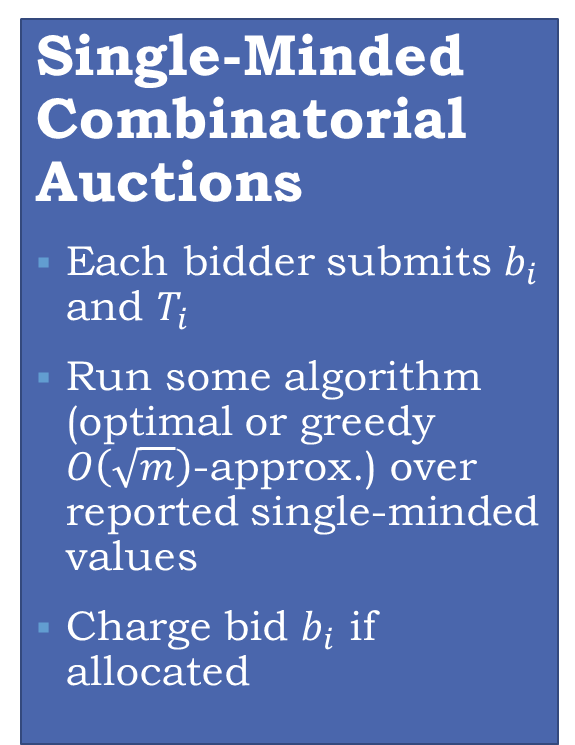 Single-Minded
Combinatorial
Auctions
▪ Each bidder submits bᵢ
and Tᵢ
▪ Run some algorithm
(optimal or greedy
O(√m)-approx.) over
reported single-minded
values
▪ Charge bid bᵢ if
allocated